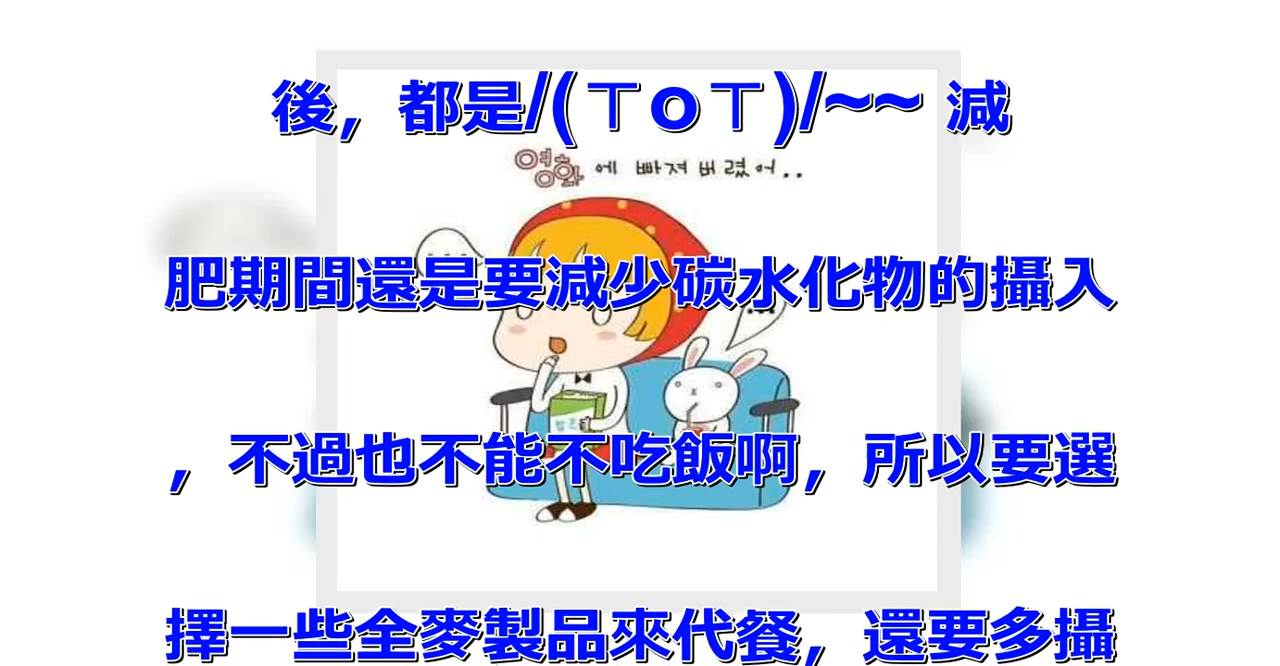 後，都是/(ㄒoㄒ)/~~ 減
영화에 빠져버렸어..
肥期間還是要減少碳水化物的攝入
，不過也不能不吃飯啊，所以要選
擇一些全麥製品來代餐，還要多攝